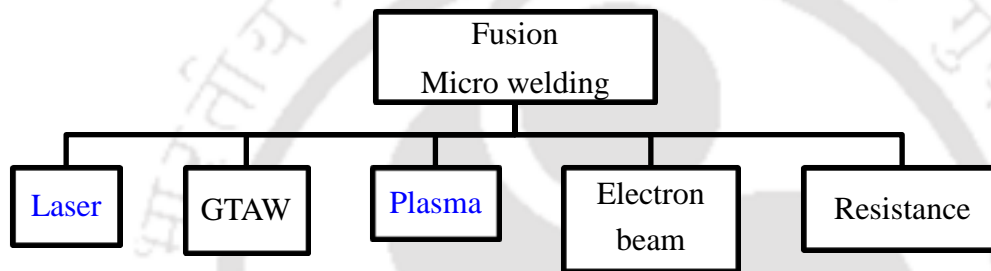 Fusion
Micro welding
Laser
GTAW
Plasma
Electron
beam
Resistance